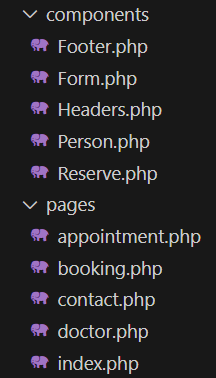 components
Footer.php
Form.php
Headers.php
Person.php
Reserve.php
pages
appointment.php
booking.php
contact.php
doctor.php
index.php